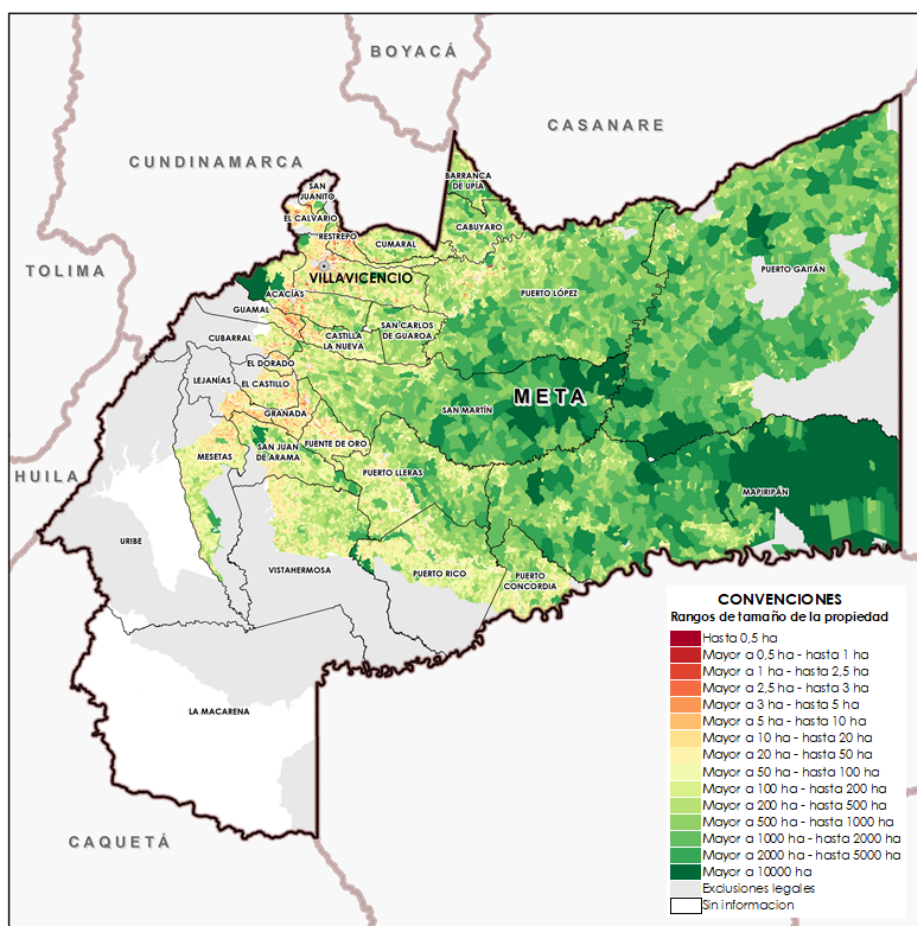 BOYACÁ
CASANARE
CUNDINAMARCA
BARRANCA
DE UPÍA
SAN
JUANITO
EL CALVARIO
CABUYARO
RESTREPO
CUMARAL
TOLIMA
VILLAVICENCIO
PUERTO GAITÁN
ACACÍAS
PUERTO LÓPEZ
GUAMAL
SAN CARLOS
DE GUAROA
CASTILLA
LA NUEVA
CUBARRAL
EL DORADO
LEJANÍAS
EL CASTILLO
META
SAN MARTÍN
GRANADA
FUENTE DE ORO
SAN JUAN
DE ARAMA
MESETAS
HUILA
PUERTO LLERAS
MAPIRIPÁN
URIBE
VISTAHERMOSA
PUERTO RICO
PUERTO
CONCORDIA
LA MACARENA
CAQUETÁ
CONVENCIONES
Rangos de tamaño de la propiedad
Hasta 0,5 ha
Mayor a 0,5 ha - hasta 1 ha
Mayor a 1 ha - hasta 2,5 ha
Mayor a 2,5 ha - hasta 3 ha
Mayor a 3 ha - hasta 5 ha
Mayor a 5 ha - hasta 10 ha
Mayor a 10 ha - hasta 20 ha
Mayor a 20 ha - hasta 50 ha
Mayor a 50 ha - hasta 100 ha
Mayor a 100 ha - hasta 200 ha
Mayor a 200 ha - hasta 500 ha
Mayor a 500 ha - hasta 1000 ha
Mayor a 1000 ha - hasta 2000 ha
Mayor a 2000 ha - hasta 5000 ha
Mayor a 10000 ha
Exclusiones legales
Sin informacion